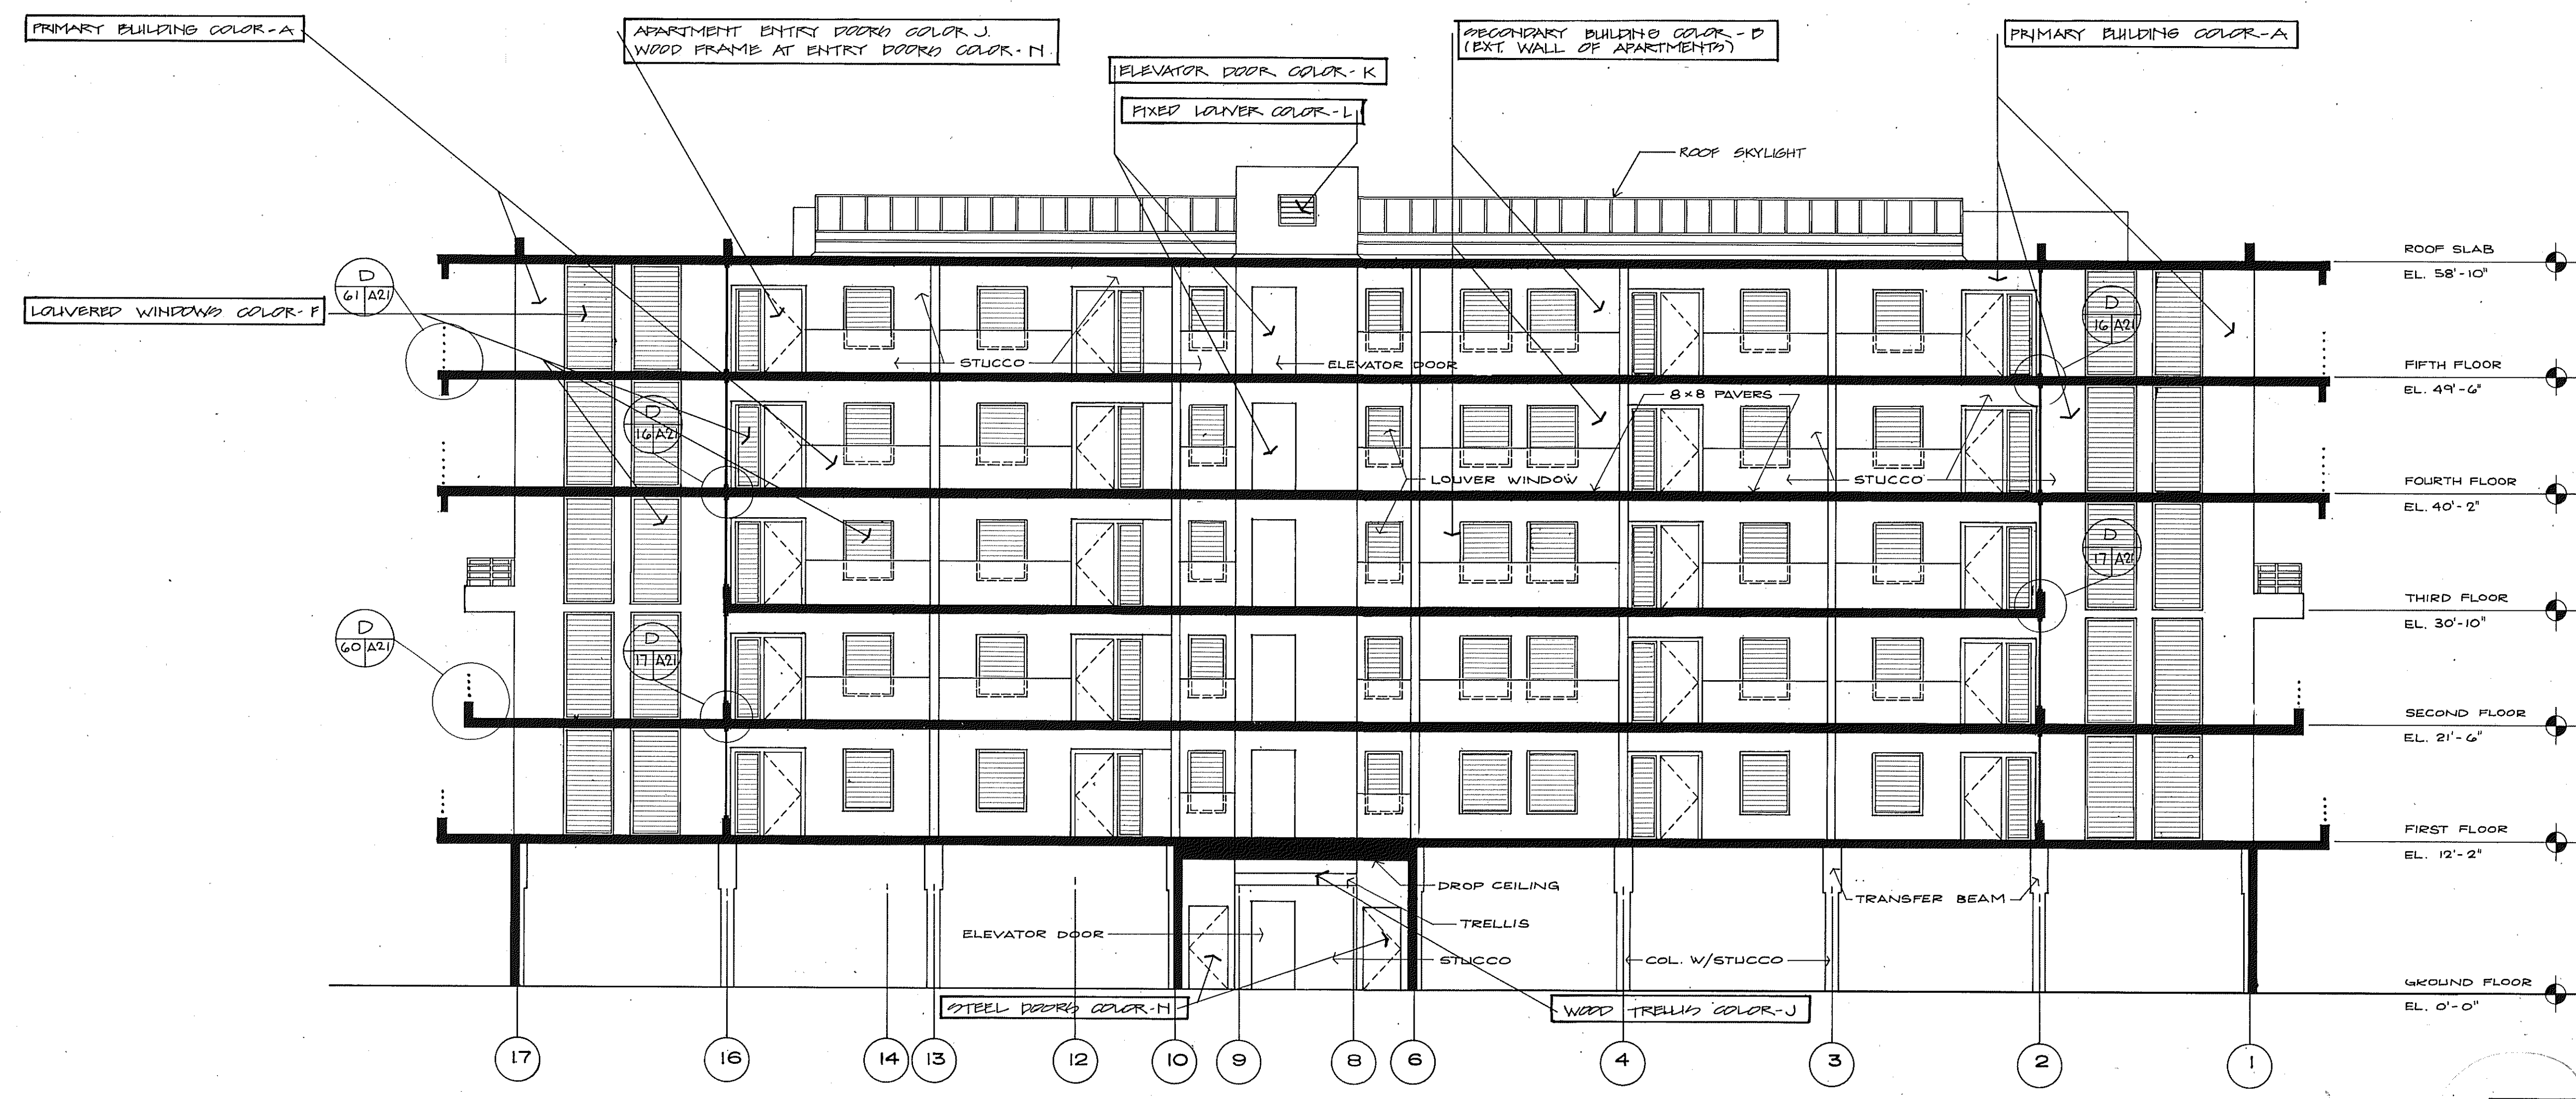 PRIMARY BUILDING COLOR-A
APARTMENT ENTRY DOORS COLOR J.
WOOD FRAME AT ENTRY DOORS COLOR-N
SECONDARY BUILDING COLOR-B
(EXT. WALL OF APARTMENTS)
PRIMARY BUILDING COLOR-A
ELEVATOR DOOR COLOR-K
FIXED LOUVER COLOR-L
ROOF SKYLIGHT
ROOF SLAB
EL. 58'-10"
D
61 A21
D
16 A21
LOUVERED WINDOWS COLOR-F
STUCCO
ELEVATOR DOOR
FIFTH FLOOR
EL. 49'-6"
8x8 PAVERS
D
16 A21
LOUVER WINDOW
STUCCO
FOURTH FLOOR
EL. 40'-2"
D
17 A21
THIRD FLOOR
EL. 30'-10"
D
60 A21
D
17 A21
SECOND FLOOR
EL. 21'-6"
FIRST FLOOR
EL. 12'-2"
DROP CEILING
TRANSFER BEAM
TRELLIS
ELEVATOR DOOR
STUCCO
COL. W/STUCCO
GROUND FLOOR
EL. 0'-0"
STEEL DOORS COLOR-N
WOOD TRELLIS COLOR-J
17 16 14 13 12 10 9 8 6 4 3 2 1